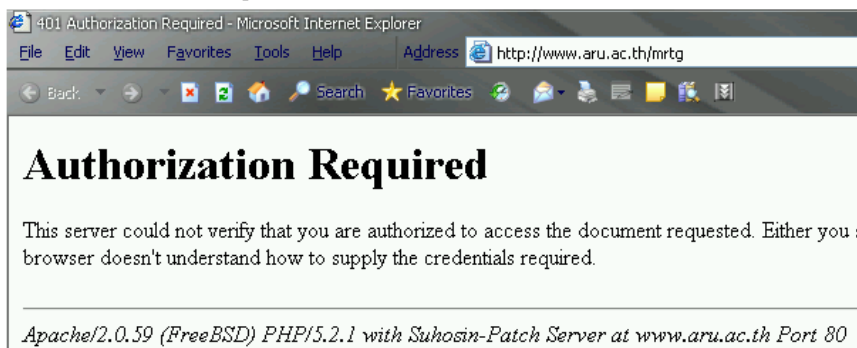 401 Authorization Required - Microsoft Internet Explorer
File Edit View Favorites Tools Help Address http://www.aru.ac.th/mrtg
Back Search Favorites
Authorization Required
This server could not verify that you are authorized to access the document requested. Either you
browser doesn't understand how to supply the credentials required.
Apache/2.0.59 (FreeBSD) PHP/5.2.1 with Suhosin-Patch Server at www.aru.ac.th Port 80